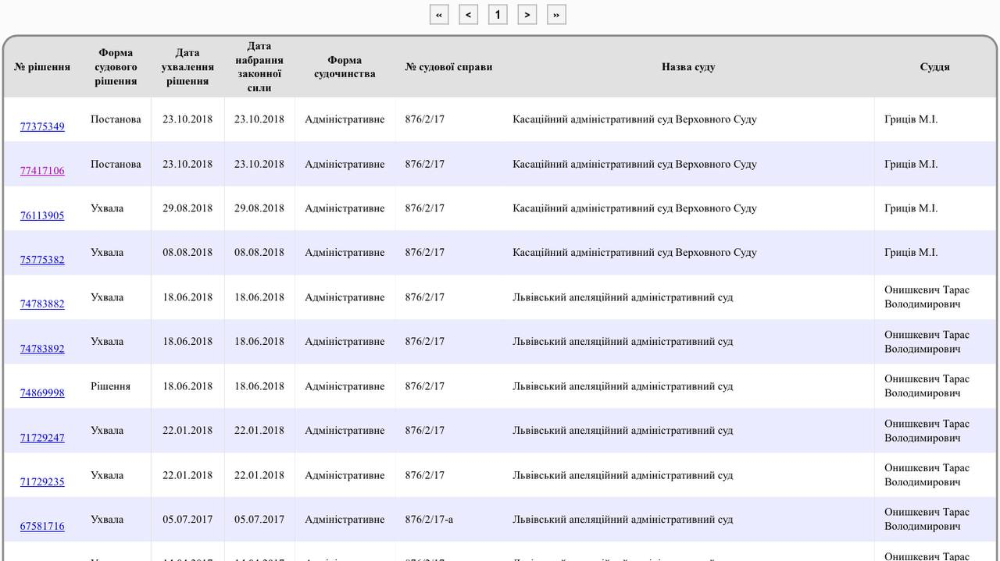 « < 1 > »
№ рішення Форма судового рішення Дата ухвалення рішення Дата набрання законної сили Форма судочинства № судової справи Назва суду Суддя
77375349 Постанова 23.10.2018 23.10.2018 Адміністративне 876/2/17 Касаційний адміністративний суд Верховного Суду Гриців М.І.
77417106 Постанова 23.10.2018 23.10.2018 Адміністративне 876/2/17 Касаційний адміністративний суд Верховного Суду Гриців М.І.
76113905 Ухвала 29.08.2018 29.08.2018 Адміністративне 876/2/17 Касаційний адміністративний суд Верховного Суду Гриців М.І.
75775382 Ухвала 08.08.2018 08.08.2018 Адміністративне 876/2/17 Касаційний адміністративний суд Верховного Суду Гриців М.І.
74783882 Ухвала 18.06.2018 18.06.2018 Адміністративне 876/2/17 Львівський апеляційний адміністративний суд Онишкевич Тарас Володимирович
74783892 Ухвала 18.06.2018 18.06.2018 Адміністративне 876/2/17 Львівський апеляційний адміністративний суд Онишкевич Тарас Володимирович
74869998 Рішення 18.06.2018 18.06.2018 Адміністративне 876/2/17 Львівський апеляційний адміністративний суд Онишкевич Тарас Володимирович
71729247 Ухвала 22.01.2018 22.01.2018 Адміністративне 876/2/17 Львівський апеляційний адміністративний суд Онишкевич Тарас Володимирович
71729235 Ухвала 22.01.2018 22.01.2018 Адміністративне 876/2/17 Львівський апеляційний адміністративний суд Онишкевич Тарас Володимирович
67581716 Ухвала 05.07.2017 05.07.2017 Адміністративне 876/2/17-а Львівський апеляційний адміністративний суд Онишкевич Тарас Володимирович
Онишкевич Тарас